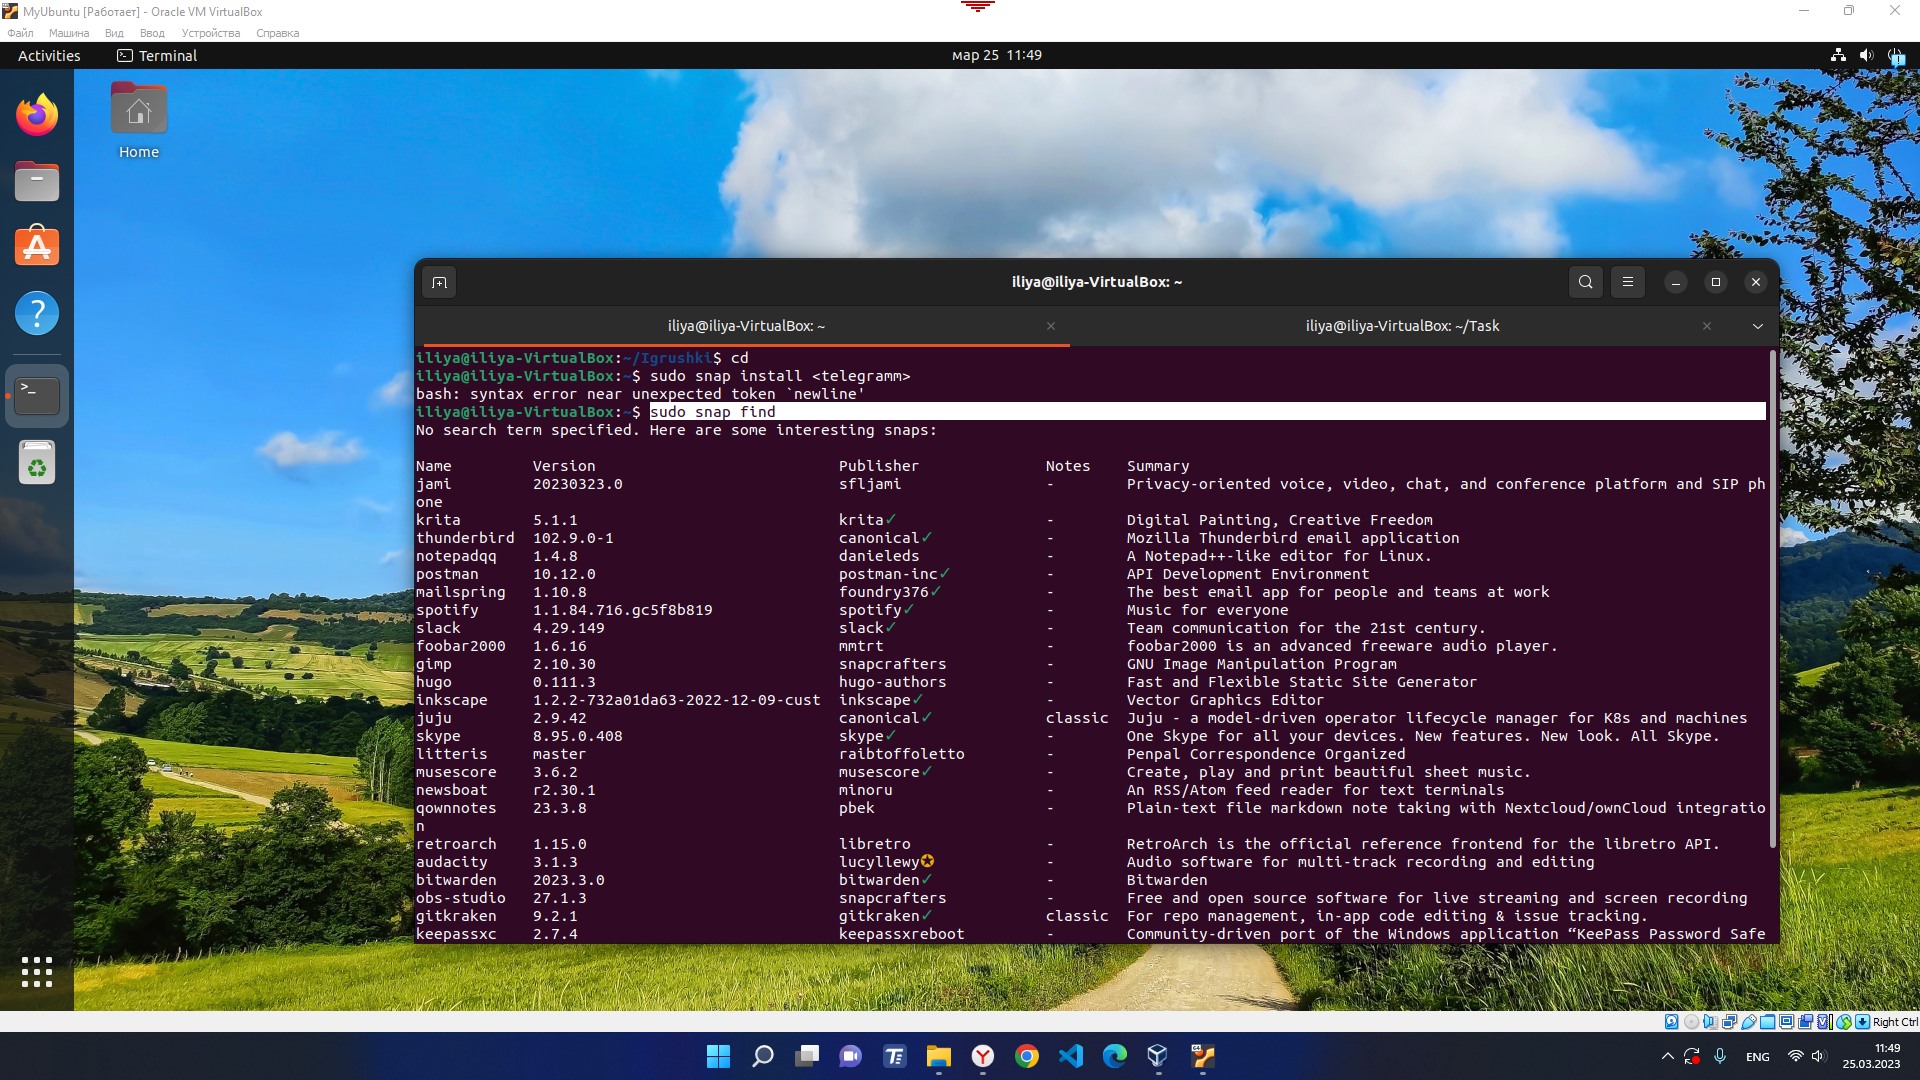 MyUbuntu [Работает] - Oracle VM VirtualBox
Файл Машина Вид Ввод Устройства Справка
Activities Terminal мар 25 11:49
Home
iliya@iliya-VirtualBox: ~
iliya@iliya-VirtualBox: ~ iliya@iliya-VirtualBox: ~/Task
iliya@iliya-VirtualBox:~/Igrushki$ cd
iliya@iliya-VirtualBox:~$ sudo snap install <telegramm>
bash: syntax error near unexpected token `newline'
iliya@iliya-VirtualBox:~$ sudo snap find
No search term specified. Here are some interesting snaps:
Name Version Publisher Notes Summary
jami 20230323.0 sfljami - Privacy-oriented voice, video, chat, and conference platform and SIP ph
one
krita 5.1.1 krita✓ - Digital Painting, Creative Freedom
thunderbird 102.9.0-1 canonical✓ - Mozilla Thunderbird email application
notepadqq 1.4.8 danieleds - A Notepad++-like editor for Linux.
postman 10.12.0 postman-inc✓ - API Development Environment
mailspring 1.10.8 foundry376✓ - The best email app for people and teams at work
spotify 1.1.84.716.gc5f8b819 spotify✓ - Music for everyone
slack 4.29.149 slack✓ - Team communication for the 21st century.
foobar2000 1.6.16 mmtrt - foobar2000 is an advanced freeware audio player.
gimp 2.10.30 snapcrafters - GNU Image Manipulation Program
hugo 0.111.3 hugo-authors - Fast and Flexible Static Site Generator
inkscape 1.2.2-732a01da63-2022-12-09-cust inkscape✓ - Vector Graphics Editor
juju 2.9.42 canonical✓ classic Juju - a model-driven operator lifecycle manager for K8s and machines
skype 8.95.0.408 skype✓ - One Skype for all your devices. New features. New look. All Skype.
litteris master raibtoffoletto - Penpal Correspondence Organized
musescore 3.6.2 musescore✓ - Create, play and print beautiful sheet music.
newsboat r2.30.1 minoru - An RSS/Atom feed reader for text terminals
qownnotes 23.3.8 pbek - Plain-text file markdown note taking with Nextcloud/ownCloud integratio
n
retroarch 1.15.0 libretro - RetroArch is the official reference frontend for the libretro API.
audacity 3.1.3 lucyllewy✪ - Audio software for multi-track recording and editing
bitwarden 2023.3.0 bitwarden✓ - Bitwarden
obs-studio 27.1.3 snapcrafters - Free and open source software for live streaming and screen recording
gitkraken 9.2.1 gitkraken✓ classic For repo management, in-app code editing & issue tracking.
keepassxc 2.7.4 keepassxreboot - Community-driven port of the Windows application “KeePass Password Safe
Right Ctrl
ENG 11:49
25.03.2023